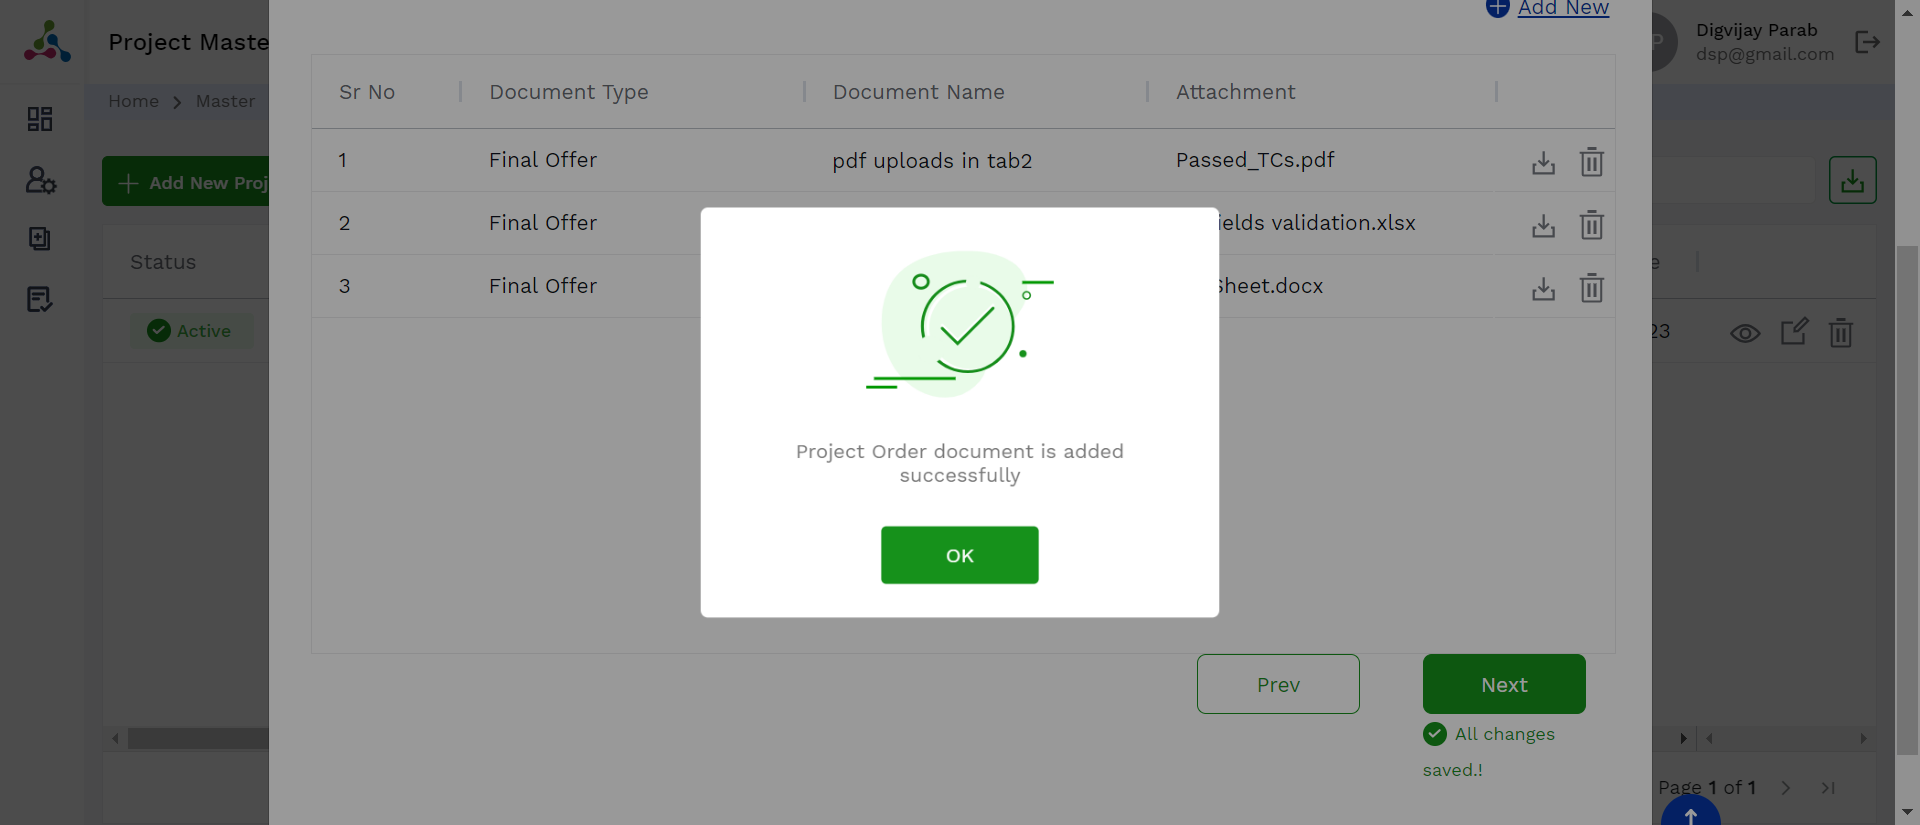 Add New
Project Maste
Digvijay Parab
dsp@gmail.com
Home > Master
Sr No Document Type Document Name Attachment
1 Final Offer pdf uploads in tab2 Passed_TCs.pdf
Add New Proj
2 Final Offer ields validation.xlsx
Status
3 Final Offer Sheet.docx
Active
23
Project Order document is added
successfully
OK
Prev Next
All changes
saved.!
Page 1 of 1